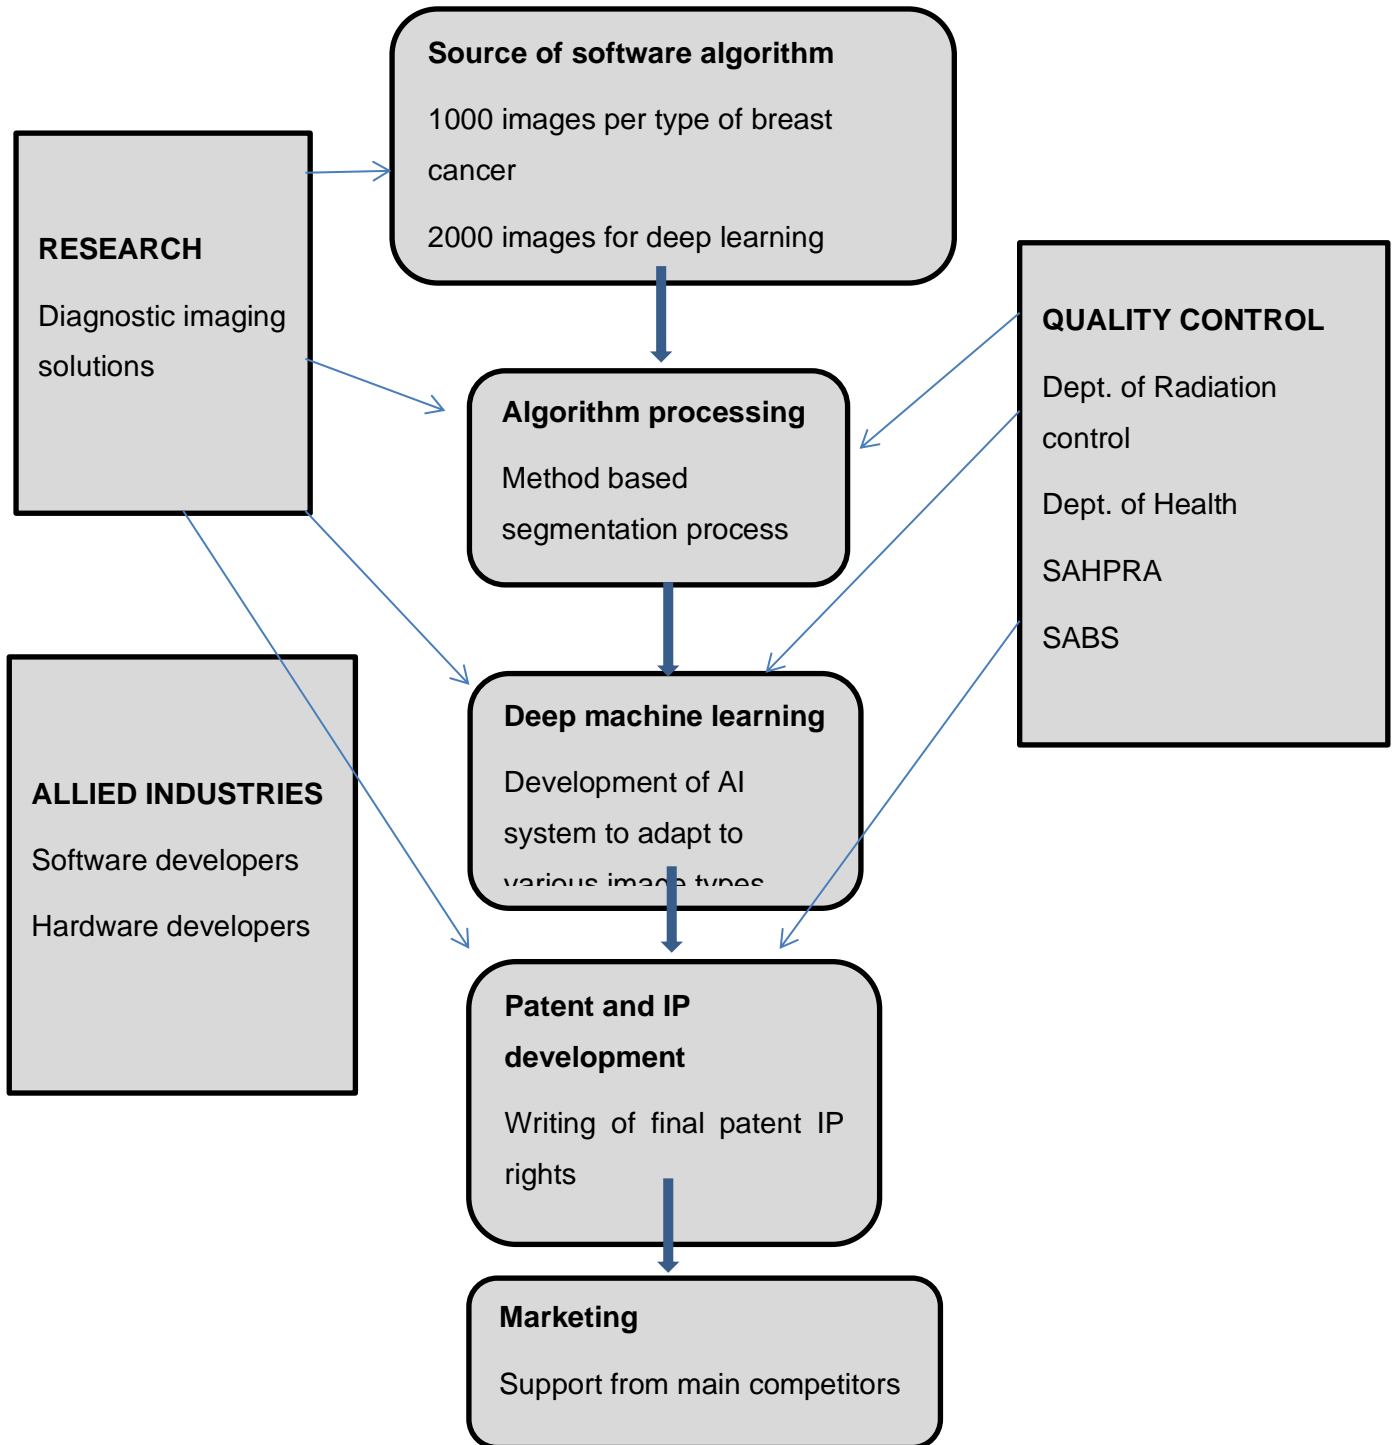 Source of software algorithm
1000 images per type of breast
cancer
2000 images for deep learning
RESEARCH
Diagnostic imaging
solutions
QUALITY CONTROL
Dept. of Radiation
control
Dept. of Health
SAHPRA
SABS
Algorithm processing
Method based
segmentation process
Deep machine learning
Development of AI
system to adapt to
various image types
ALLIED INDUSTRIES
Software developers
Hardware developers
Patent and IP
development
Writing of final patent IP
rights
Marketing
Support from main competitors